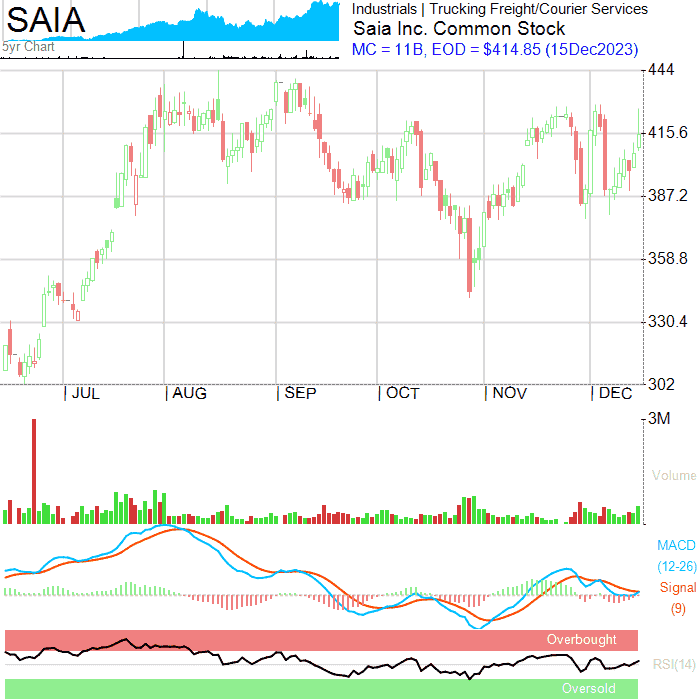 SAIA
5yr Chart
Industrials | Trucking Freight/Courier Services
Saia Inc. Common Stock
MC = 11B, EOD = $414.85 (15Dec2023)
444
415.6
387.2
358.8
330.4
302
JUL AUG SEP OCT NOV DEC
3M
Volume
MACD
(12-26)
Signal
(9)
Overbought
RSI(14)
Oversold